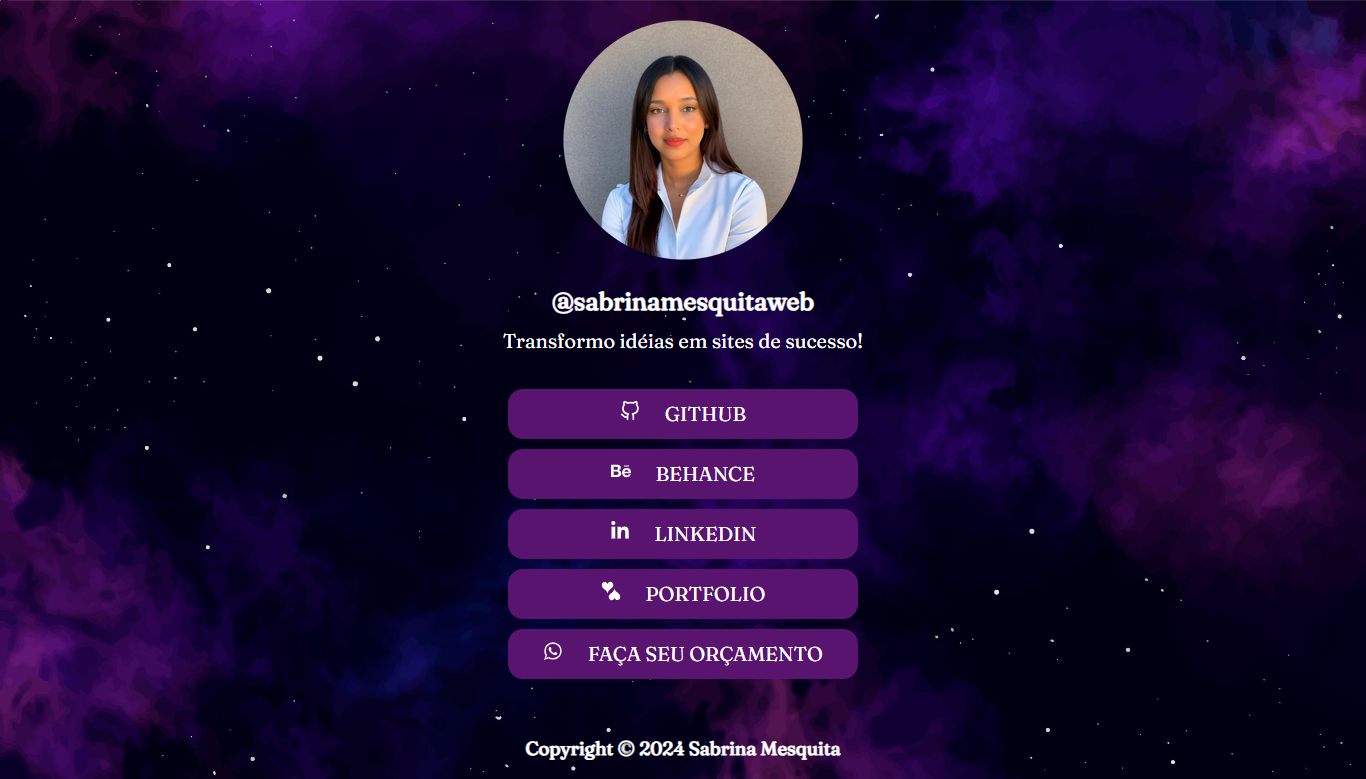 @sabrinamesquitaweb
Transformo idéias em sites de sucesso!
GITHUB
Bē BEHANCE
in LINKEDIN
PORTFOLIO
FAÇA SEU ORÇAMENTO
Copyright © 2024 Sabrina Mesquita